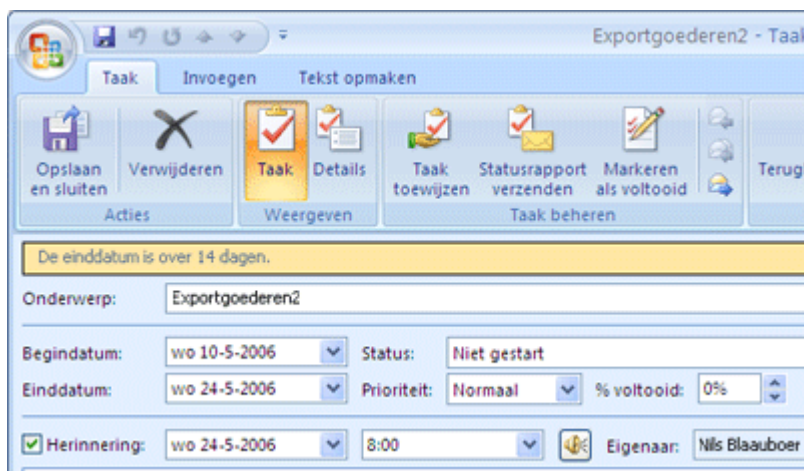 Exportgoederen2 - Taak
Taak Invoegen Tekst opmaken
Opslaan en sluiten
Verwijderen
Taak
Details
Taak toewijzen
Statusrapport verzenden
Markeren als voltooid
Terug
Acties Weergeven Taak beheren
De einddatum is over 14 dagen.
Onderwerp: Exportgoederen2
Begindatum: wo 10-5-2006 Status: Niet gestart
Einddatum: wo 24-5-2006 Prioriteit: Normaal % voltooid: 0%
Herinnering: wo 24-5-2006 8:00 Eigenaar: Nils Blaauboer